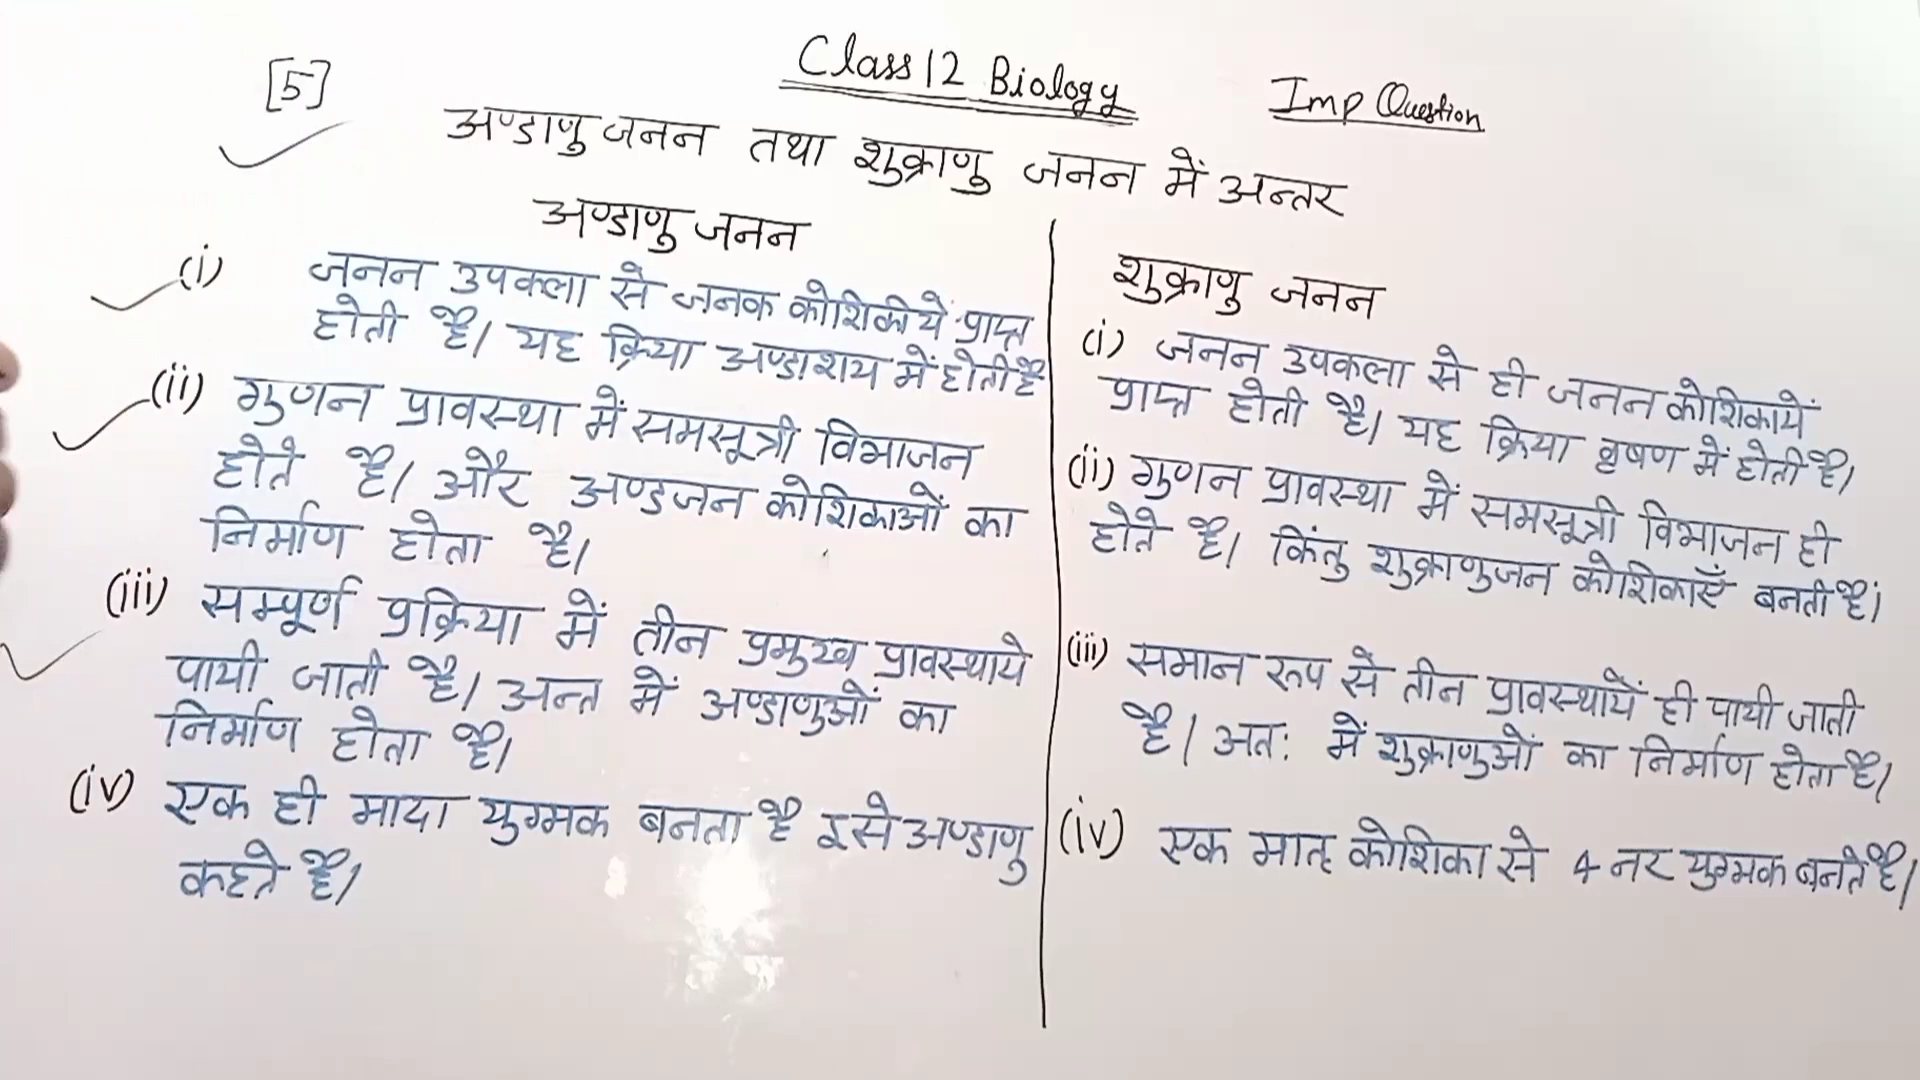 Class 12 Biology
Imp Question
[5]
अण्डाणु जनन तथा शुक्राणु जनन में अन्तर
अण्डाणु जनन
(i) जनन उपकला से जनक कोशिकीयें प्राप्त
होती है। यह क्रिया अण्डाशय में होती है
(ii) गुणन प्रावस्था में समसूत्री विभाजन
होते है। और अण्डजन कोशिकाओं का
निर्माण होता है।
(iii) सम्पूर्ण प्रक्रिया में तीन प्रमुख प्रावस्थाये
पायी जाती है। अन्त में अण्डाणुओं का
निर्माण होता है।
(iv) एक ही मादा युग्मक बनता है इसे अण्डाणु
कहते है।
शुक्राणु जनन
(i) जनन उपकला से ही जनन कोशिकायें
प्राप्त होती है। यह क्रिया वृषण में होती है।
(ii) गुणन प्रावस्था में समसूत्री विभाजन ही
होते है। किंतु शुक्राणुजन कोशिकाएँ बनती हैं।
(iii) समान रूप से तीन प्रावस्थायें ही पायी जाती
है। अत: में शुक्राणुओं का निर्माण होता है।
(iv) एक मातृ कोशिका से 4 नर युग्मक बनते है।